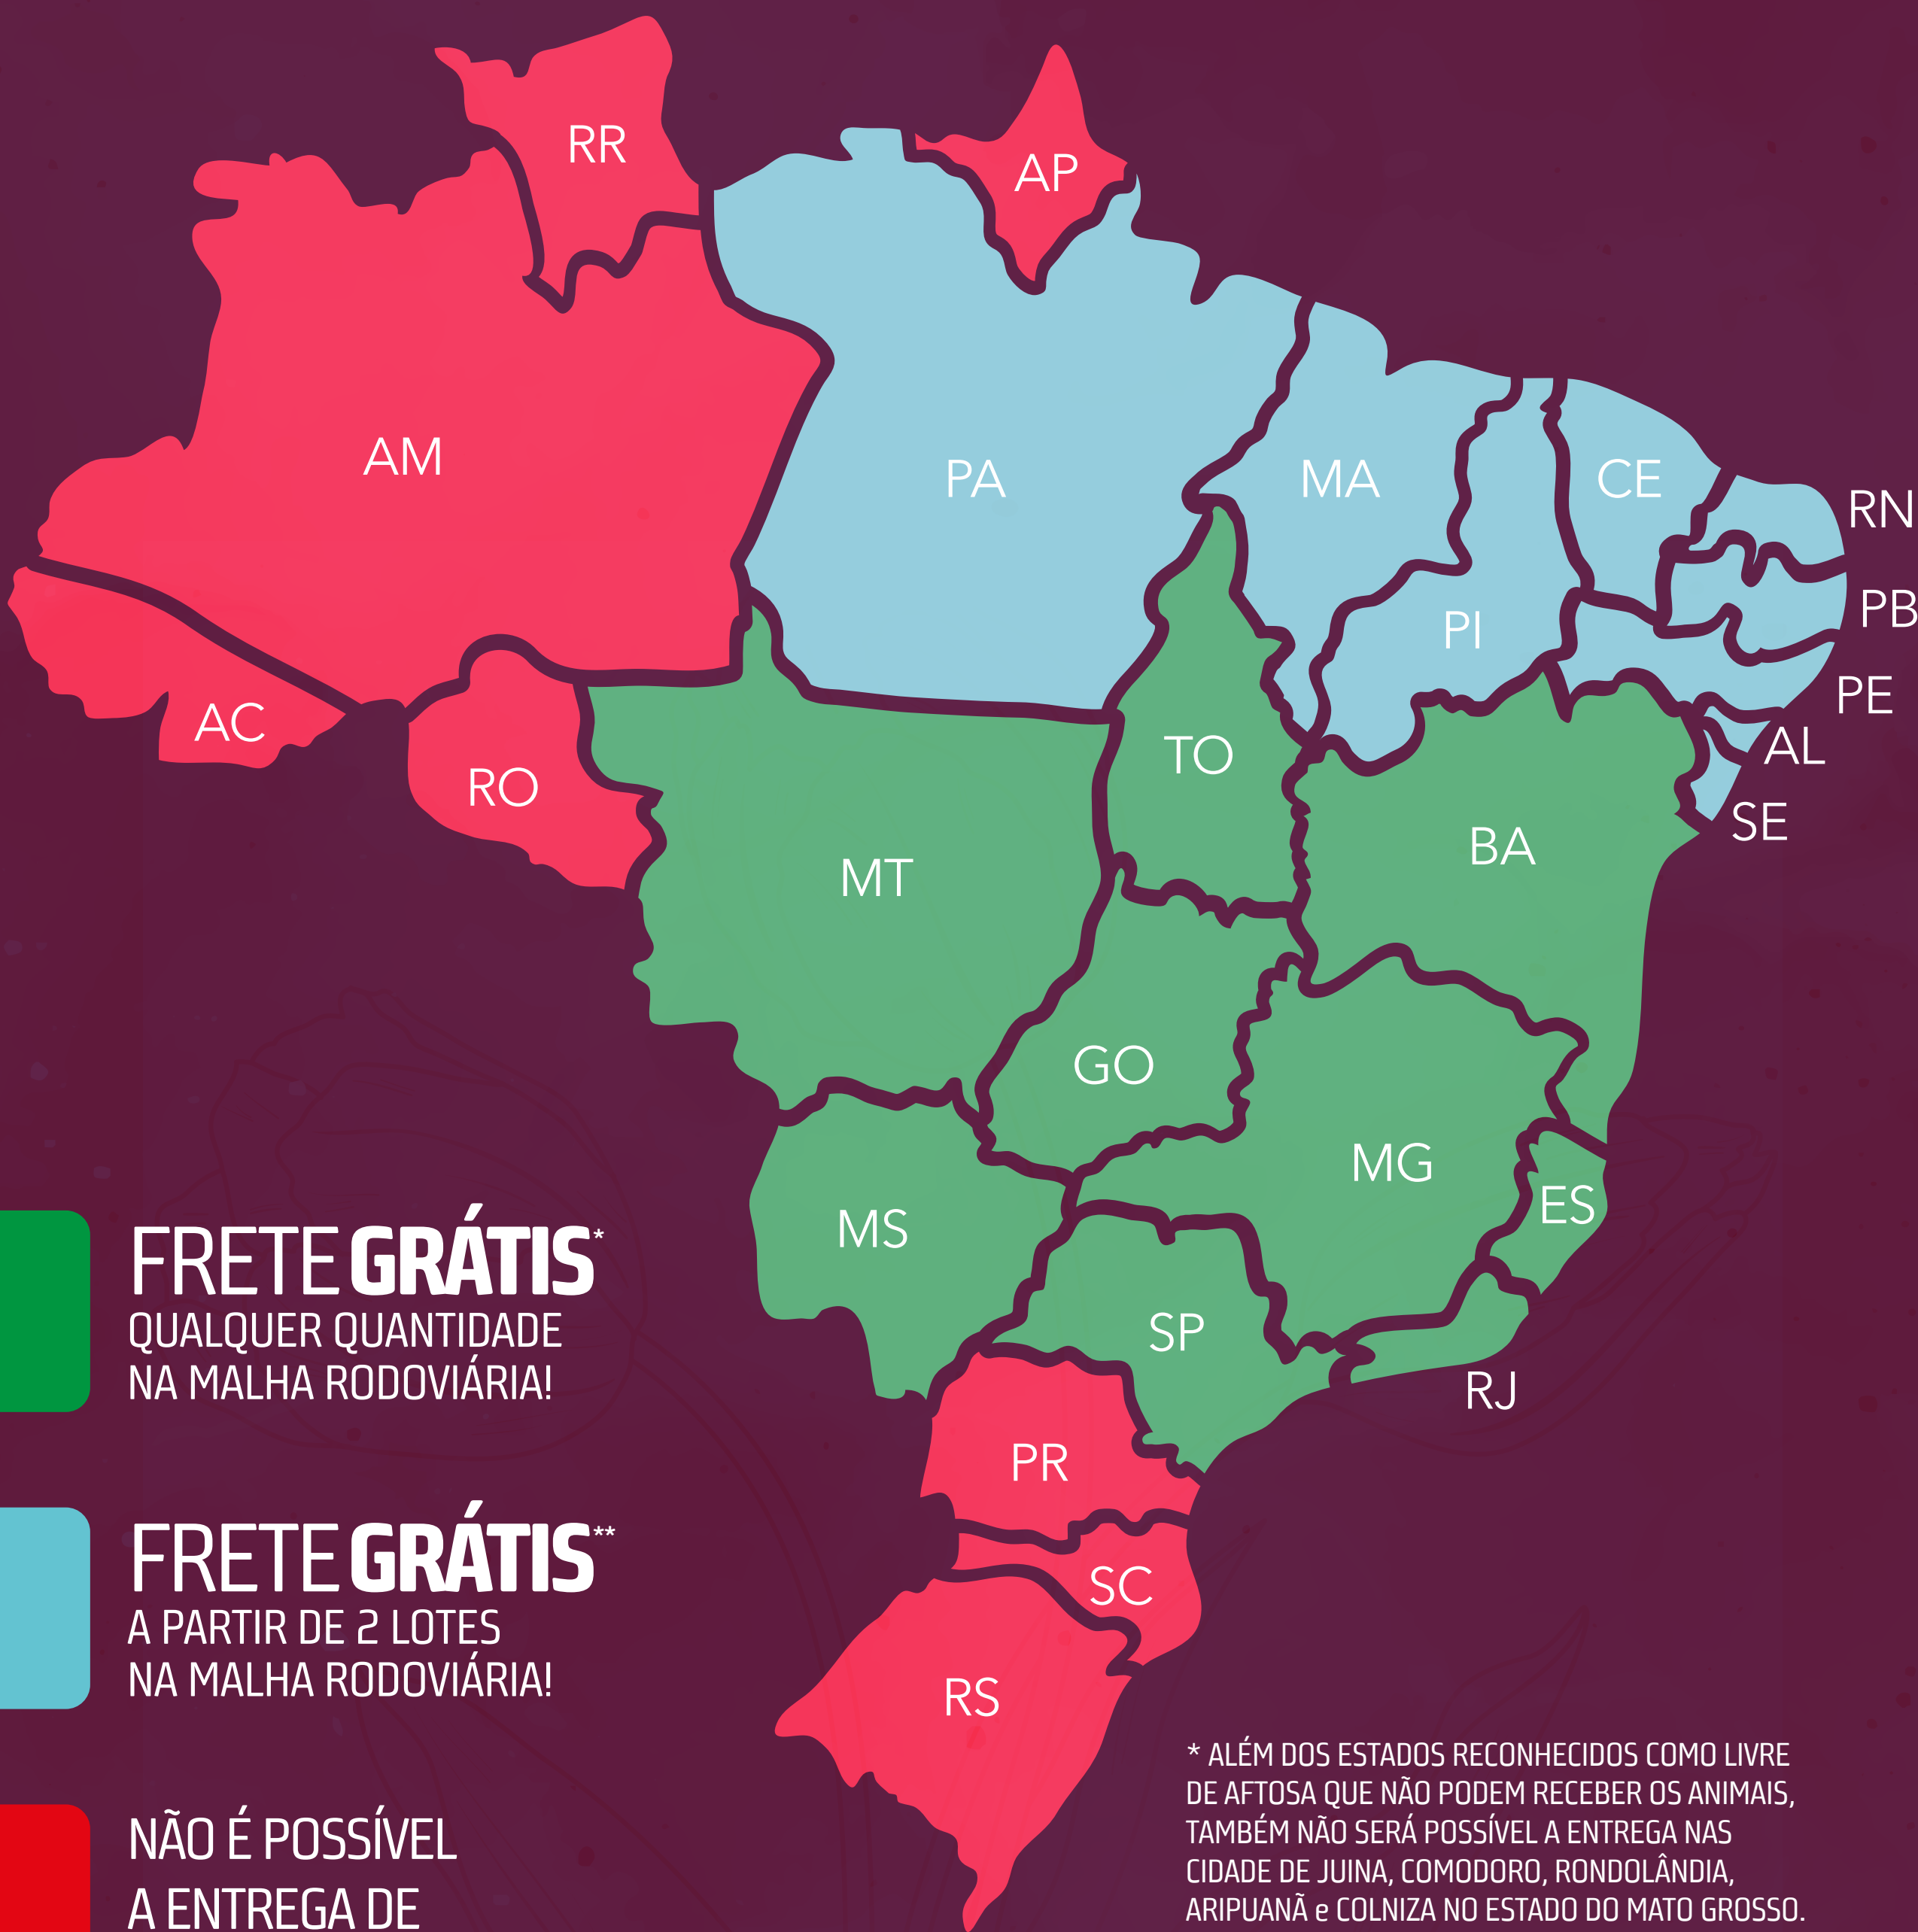 RR
AP
AM
PA
MA
CE
RN
PB
PI
PE
AC
AL
TO
RO
SE
BA
MT
GO
MG
ES
MS
SP
RJ
PR
SC
RS
FRETE GRÁTIS*
QUALQUER QUANTIDADE
NA MALHA RODOVIÁRIA!
FRETE GRÁTIS**
A PARTIR DE 2 LOTES
NA MALHA RODOVIÁRIA!
NÃO É POSSÍVEL
A ENTREGA DE
* ALÉM DOS ESTADOS RECONHECIDOS COMO LIVRE
DE AFTOSA QUE NÃO PODEM RECEBER OS ANIMAIS,
TAMBÉM NÃO SERÁ POSSÍVEL A ENTREGA NAS
CIDADE DE JUINA, COMODORO, RONDOLÂNDIA,
ARIPUANÃ e COLNIZA NO ESTADO DO MATO GROSSO.